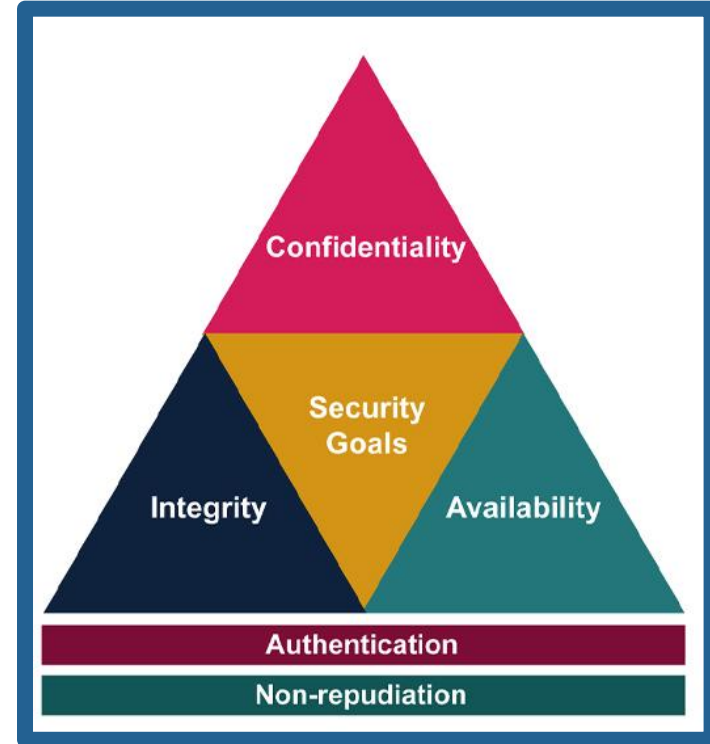 Confidentiality
Security
Goals
Integrity
Availability
Authentication
Non-repudiation